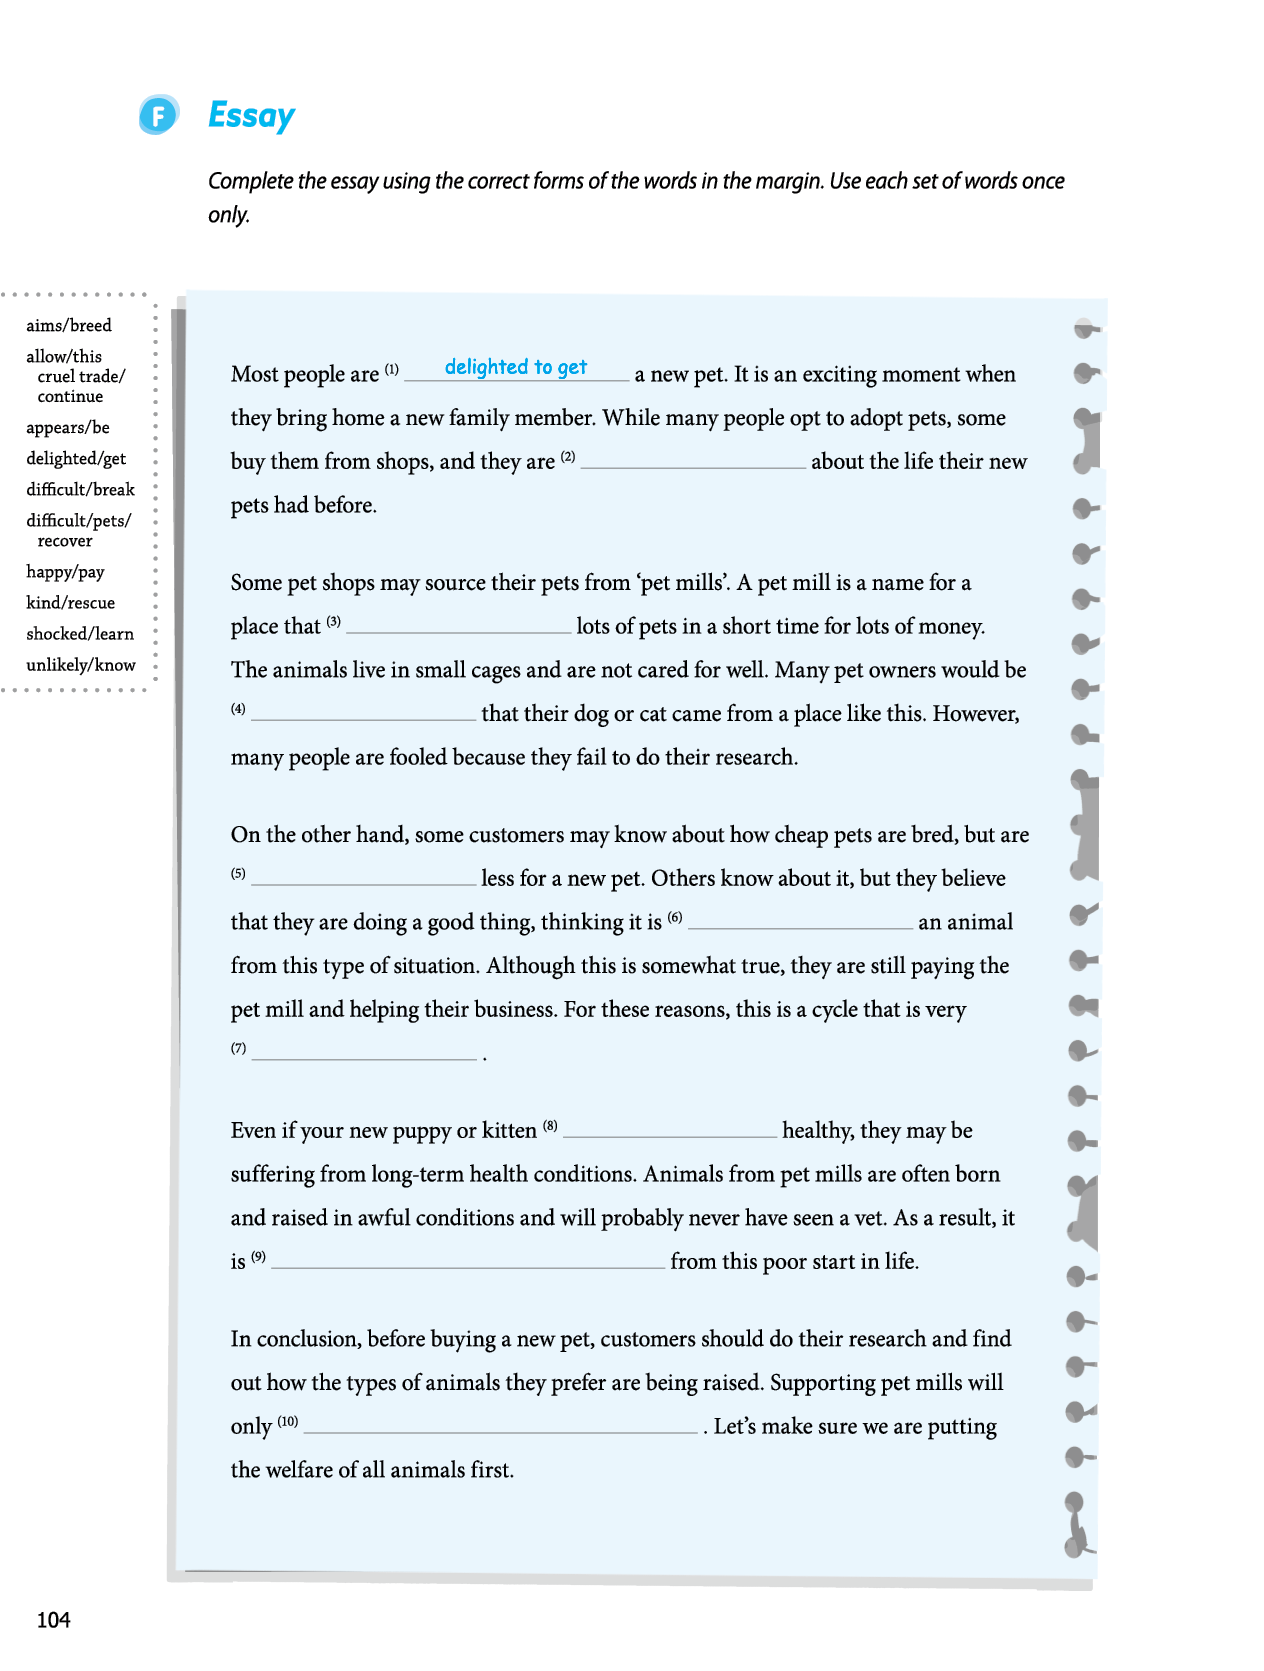 F Essay
Complete the essay using the correct forms of the words in the margin. Use each set of words once
only.
aims/breed
allow/this
cruel trade/
continue
appears/be
delighted/get
difficult/break
difficult/pets/
recover
happy/pay
kind/rescue
shocked/learn
unlikely/know
Most people are (1) delighted to get a new pet. It is an exciting moment when
they bring home a new family member. While many people opt to adopt pets, some
buy them from shops, and they are (2) about the life their new
pets had before.
Some pet shops may source their pets from ‘pet mills’. A pet mill is a name for a
place that (3) lots of pets in a short time for lots of money.
The animals live in small cages and are not cared for well. Many pet owners would be
(4) that their dog or cat came from a place like this. However,
many people are fooled because they fail to do their research.
On the other hand, some customers may know about how cheap pets are bred, but are
(5) less for a new pet. Others know about it, but they believe
that they are doing a good thing, thinking it is (6) an animal
from this type of situation. Although this is somewhat true, they are still paying the
pet mill and helping their business. For these reasons, this is a cycle that is very
(7) .
Even if your new puppy or kitten (8) healthy, they may be
suffering from long-term health conditions. Animals from pet mills are often born
and raised in awful conditions and will probably never have seen a vet. As a result, it
is (9) from this poor start in life.
In conclusion, before buying a new pet, customers should do their research and find
out how the types of animals they prefer are being raised. Supporting pet mills will
only (10) . Let’s make sure we are putting
the welfare of all animals first.
104